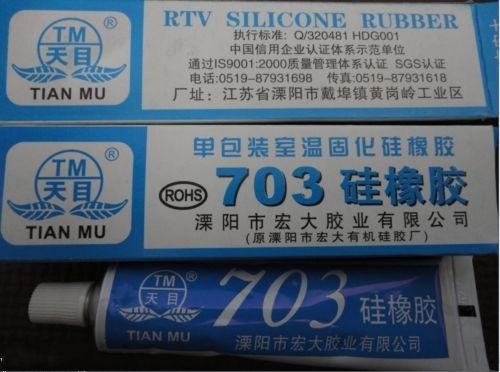 TM
天目
®
TIAN MU
RTV SILICONE RUBBER
执行标准: Q/320481 HDG001
中国信用企业认证体系示范单位
通过ISO9001:2000质量管理体系认证 SGS认证
电话:0519-87931698 传真:0519-87931618
厂址: 江苏省溧阳市戴埠镇黄岗岭工业区
TM
天目
®
TIAN MU
单包装室温固化硅橡胶
ROHS 703 硅橡胶
溧阳市宏大胶业有限公司
(原溧阳市宏大有机硅胶厂)
TM
天目
®
TIAN MU
703 硅橡胶
溧阳市宏大胶业有限公司